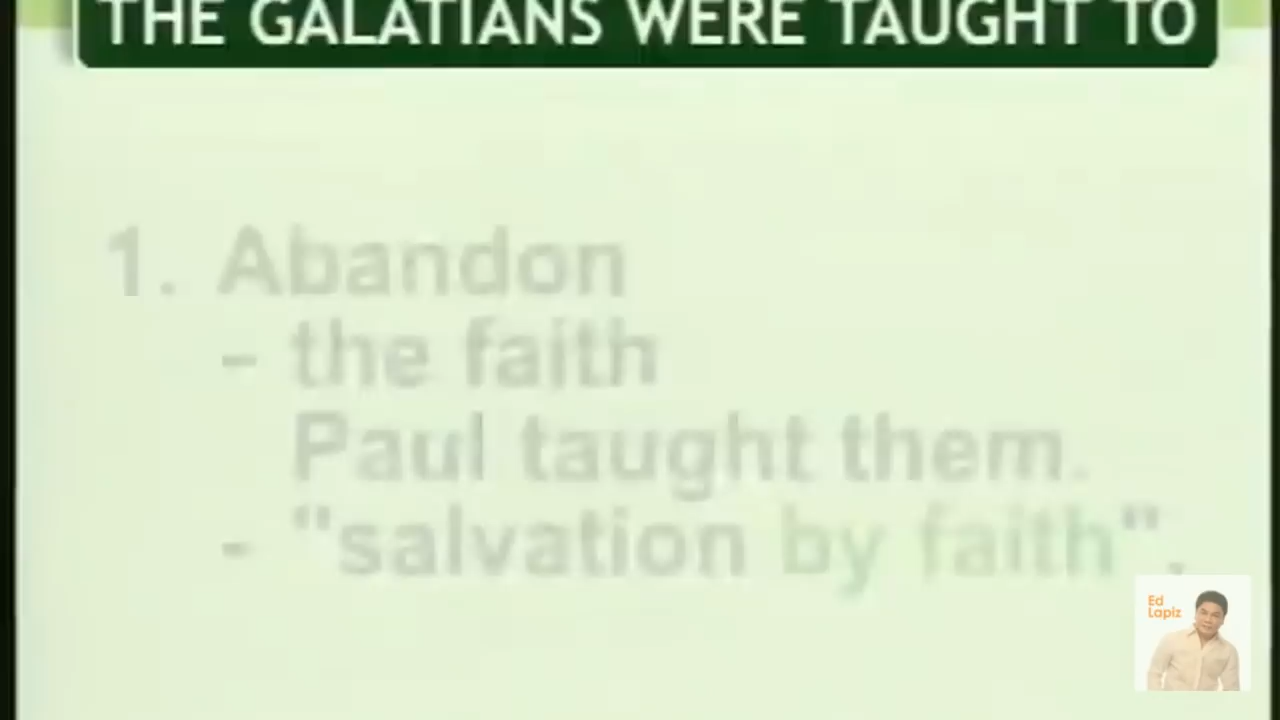 THE GALATIANS WERE TAUGHT TO
1. Abandon
- the faith
Paul taught them.
- "salvation by faith".
Ed
Lapiz